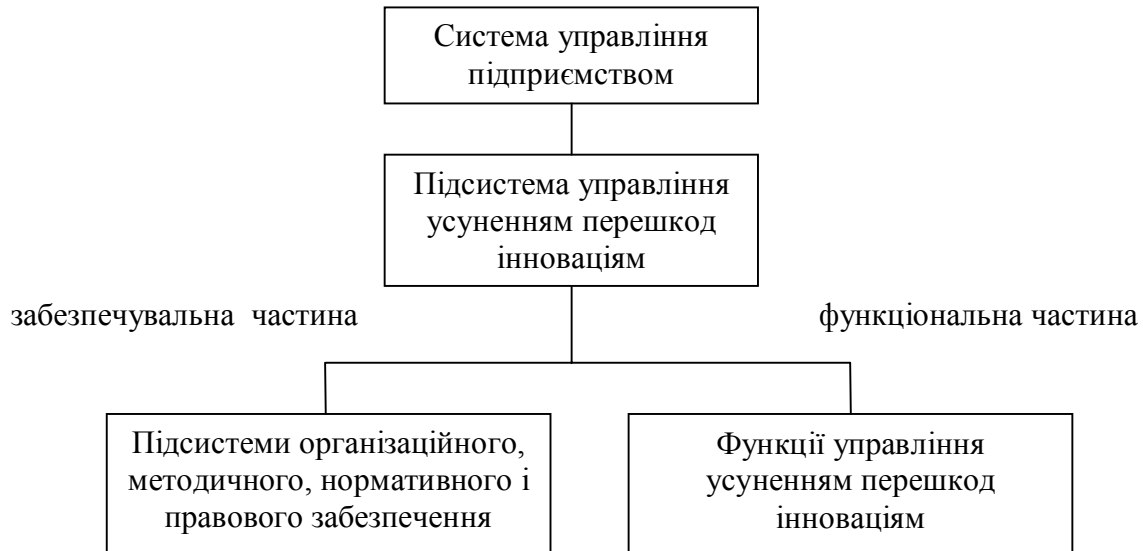 Система управління
підприємством
Підсистема управління
усуненням перешкод
інноваціям
забезпечувальна частина
функціональна частина
Підсистеми організаційного,
методичного, нормативного і
правового забезпечення
Функції управління
усуненням перешкод
інноваціям